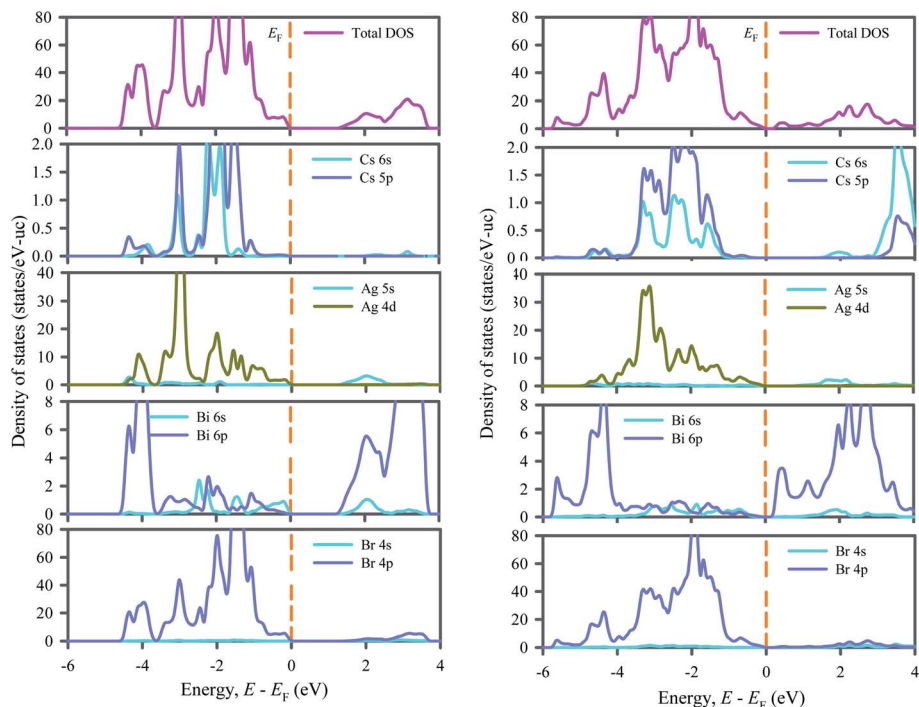 Density of states (states/eV-uc)
80
60
40
20
0
E_F
Total DOS
2.0
1.5
1.0
0.5
0.0
Cs 6s
Cs 5p
40
30
20
10
0
Ag 5s
Ag 4d
8
6
4
2
0
Bi 6s
Bi 6p
80
60
40
20
0
Br 4s
Br 4p
-6 -4 -2 0 2 4
Energy, E - E_F (eV)
Density of states (states/eV-uc)
80
60
40
20
0
E_F
Total DOS
2.0
1.5
1.0
0.5
0.0
Cs 6s
Cs 5p
40
30
20
10
0
Ag 5s
Ag 4d
8
6
4
2
0
Bi 6s
Bi 6p
80
60
40
20
0
Br 4s
Br 4p
-6 -4 -2 0 2 4
Energy, E - E_F (eV)